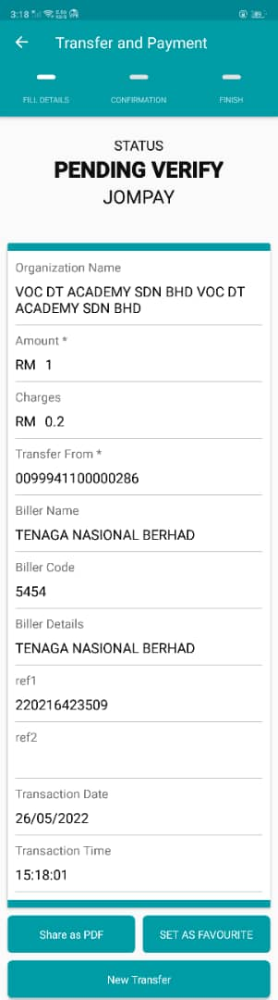 3:18
Transfer and Payment
FILL DETAILS
CONFIRMATION
FINISH
STATUS
PENDING VERIFY
JOMPAY
Organization Name
VOC DT ACADEMY SDN BHD VOC DT
ACADEMY SDN BHD
Amount *
RM 1
Charges
RM 0.2
Transfer From *
0099941100000286
Biller Name
TENAGA NASIONAL BERHAD
Biller Code
5454
Biller Details
TENAGA NASIONAL BERHAD
ref1
220216423509
ref2
Transaction Date
26/05/2022
Transaction Time
15:18:01
Share as PDF
SET AS FAVOURITE
New Transfer